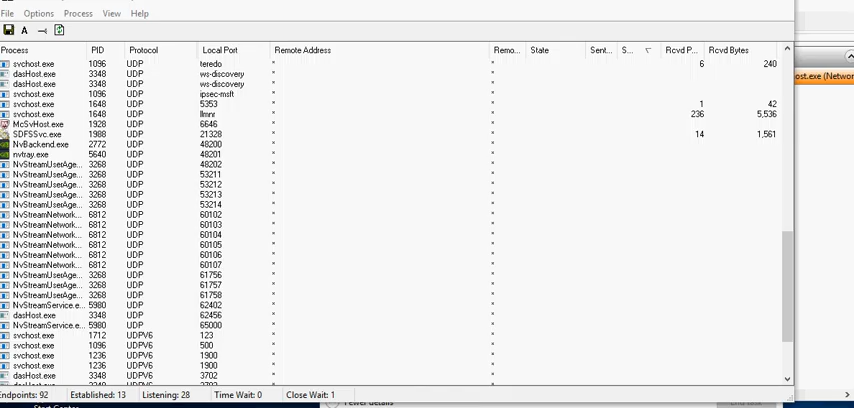 File Options Process View Help
A
Process PID Protocol Local Port Remote Address Remo... State Sent... S... Rcvd P... Rcvd Bytes
svchost.exe 1096 UDP teredo * * 6 240
dasHost.exe 3348 UDP ws-discovery * *
dasHost.exe 3348 UDP ws-discovery * *
svchost.exe 1096 UDP ipsec-msft * *
svchost.exe 1648 UDP 5353 * * 1 42
svchost.exe 1648 UDP llmnr * * 236 5,536
McSvHost.exe 1928 UDP 6646 * *
SDFSSvc.exe 1988 UDP 21328 * * 14 1,561
NvBackend.exe 2772 UDP 48200 * *
nvtray.exe 5640 UDP 48201 * *
NvStreamUserAge... 3268 UDP 48202 * *
NvStreamUserAge... 3268 UDP 53211 * *
NvStreamUserAge... 3268 UDP 53212 * *
NvStreamUserAge... 3268 UDP 53213 * *
NvStreamUserAge... 3268 UDP 53214 * *
NvStreamNetwork... 6812 UDP 60102 * *
NvStreamNetwork... 6812 UDP 60103 * *
NvStreamNetwork... 6812 UDP 60104 * *
NvStreamNetwork... 6812 UDP 60105 * *
NvStreamNetwork... 6812 UDP 60106 * *
NvStreamNetwork... 6812 UDP 60107 * *
NvStreamUserAge... 3268 UDP 61756 * *
NvStreamUserAge... 3268 UDP 61757 * *
NvStreamUserAge... 3268 UDP 61758 * *
NvStreamService.e... 5980 UDP 62402 * *
dasHost.exe 3348 UDP 62456 * *
NvStreamService.e... 5980 UDP 65000 * *
svchost.exe 1712 UDPV6 123 * *
svchost.exe 1096 UDPV6 500 * *
svchost.exe 1236 UDPV6 1900 * *
svchost.exe 1236 UDPV6 1900 * *
dasHost.exe 3348 UDPV6 3702 * *
Endpoints: 92 Established: 13 Listening: 28 Time Wait: 0 Close Wait: 1
ost.exe (Networ
Start Center
Fewer details